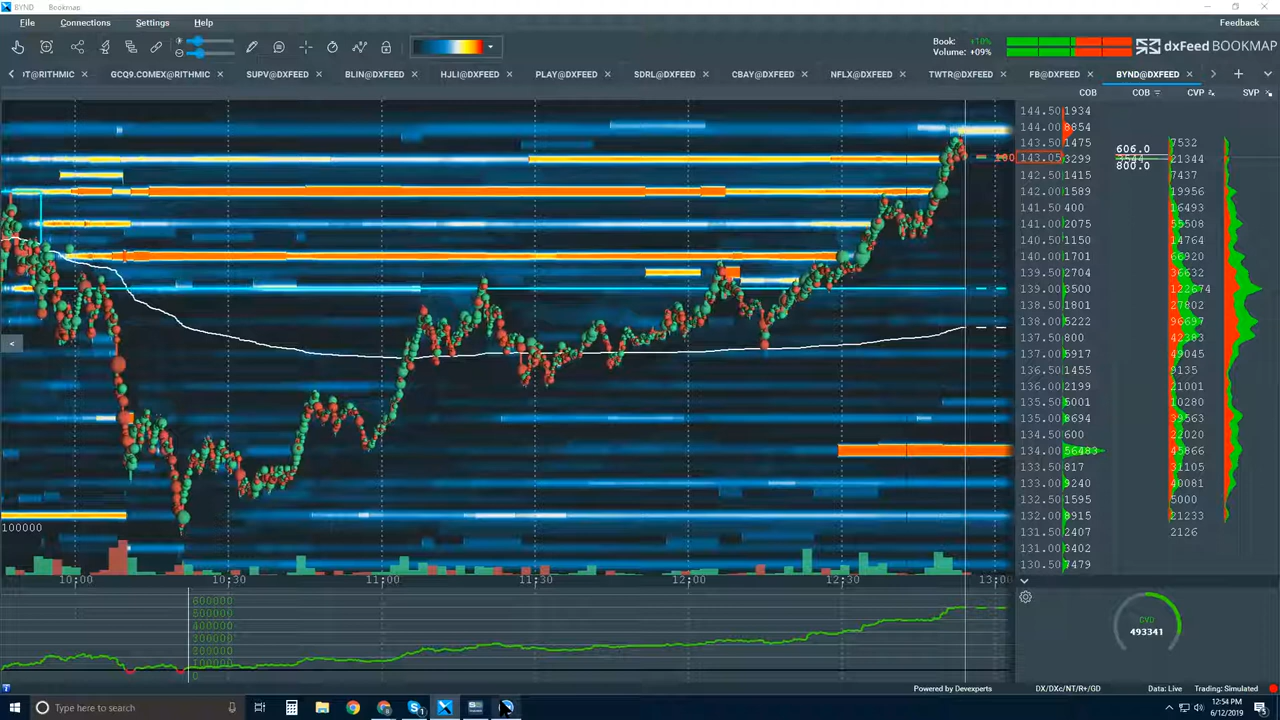 BYND Bookmap
File Connections Settings Help Feedback
Book: +10%
Volume: +09%
dxFeed BOOKMAP
IT@RITHMIC GCQ9.COMEX@RITHMIC SUPV@DXFEED BLIN@DXFEED HJLI@DXFEED PLAY@DXFEED SDRL@DXFEED CBAY@DXFEED NFLX@DXFEED TWTR@DXFEED FB@DXFEED BYND@DXFEED
COB COB CVP SVP
144.50 1934
144.00 8854
143.50 1475 606.0 7532
100 143.05 3299 21344
800.0
142.50 1415 7437
142.00 1589 19956
141.50 400 16493
141.00 2075 55508
140.50 1150 14764
140.00 1701 66920
139.50 2704 36632
139.00 3500 122674
138.50 1801 27802
138.00 5222 96697
137.50 800 42383
137.00 5917 49045
136.50 1455 9135
136.00 2199 21001
135.50 5001 10280
135.00 8694 39563
134.50 600 22020
134.00 56483 45866
133.50 817 31105
133.00 9240 40081
132.50 1595 5000
132.00 9915 21233
131.50 2407 2126
131.00 3402
130.50 7479
100000
10:00 10:30 11:00 11:30 12:00 12:30 13:00
600000
500000
400000
300000
200000
100000
0
CVD
493341
Powered by Devexperts DX/DXc/NT/R+/GD Data: Live Trading: Simulated
Type here to search
12:54 PM
6/12/2019
5